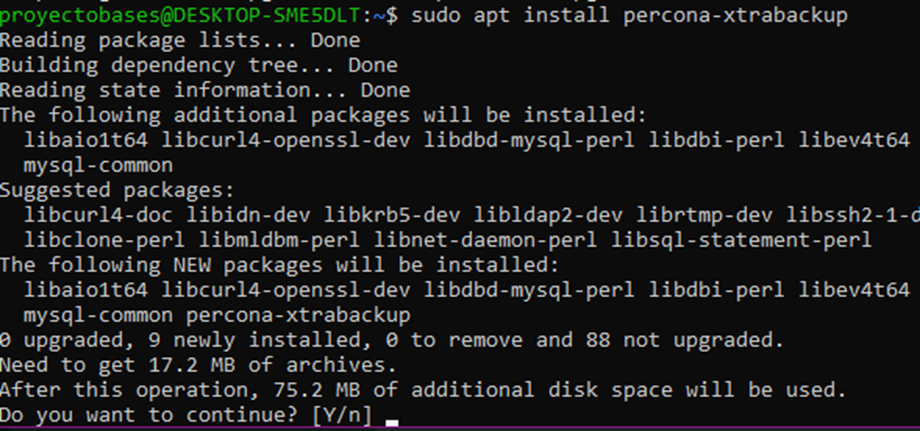 proyectobases@DESKTOP-SME5DLT:~$ sudo apt install percona-xtrabackup
Reading package lists... Done
Building dependency tree... Done
Reading state information... Done
The following additional packages will be installed:
libaio1t64 libcurl4-openssl-dev libdbd-mysql-perl libdbi-perl libev4t64
mysql-common
Suggested packages:
libcurl4-doc libidn-dev libkrb5-dev libldap2-dev librtmp-dev libssh2-1-d
libclone-perl libmldbm-perl libnet-daemon-perl libsql-statement-perl
The following NEW packages will be installed:
libaio1t64 libcurl4-openssl-dev libdbd-mysql-perl libdbi-perl libev4t64
mysql-common percona-xtrabackup
0 upgraded, 9 newly installed, 0 to remove and 88 not upgraded.
Need to get 17.2 MB of archives.
After this operation, 75.2 MB of additional disk space will be used.
Do you want to continue? [Y/n]